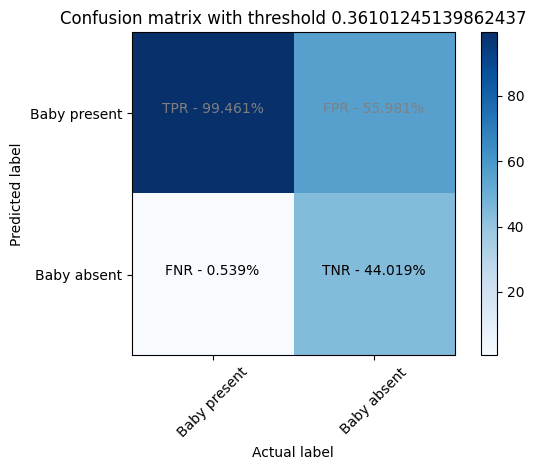 Confusion matrix with threshold 0.36101245139862437
Baby present
TPR - 99.461%
FPR - 55.981%
Baby absent
FNR - 0.539%
TNR - 44.019%
Predicted label
Baby present
Baby absent
Actual label
80
60
40
20